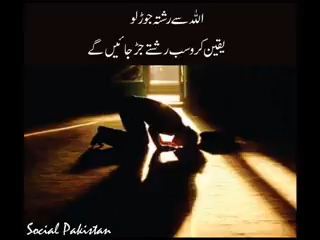 اللہ سے رشتہ جوڑ لو
یقین کرو سب رشتے جڑ جائیں گے
Social Pakistan